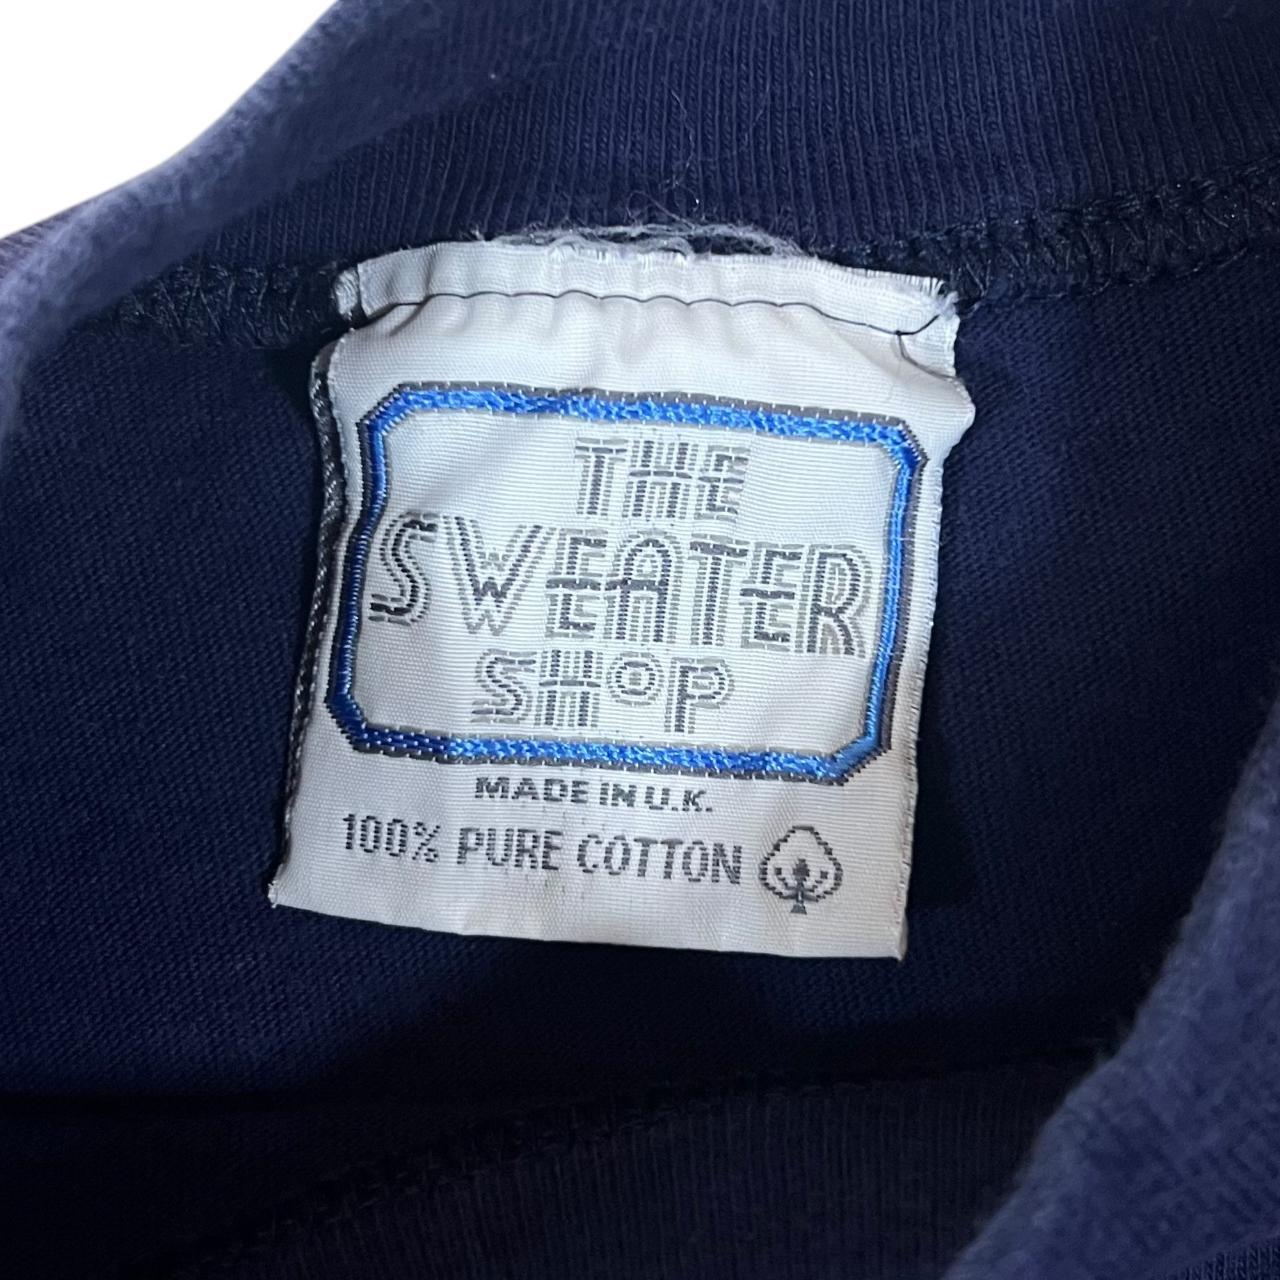 THE
SWEATER
SHOP
MADE IN U.K.
100% PURE COTTON